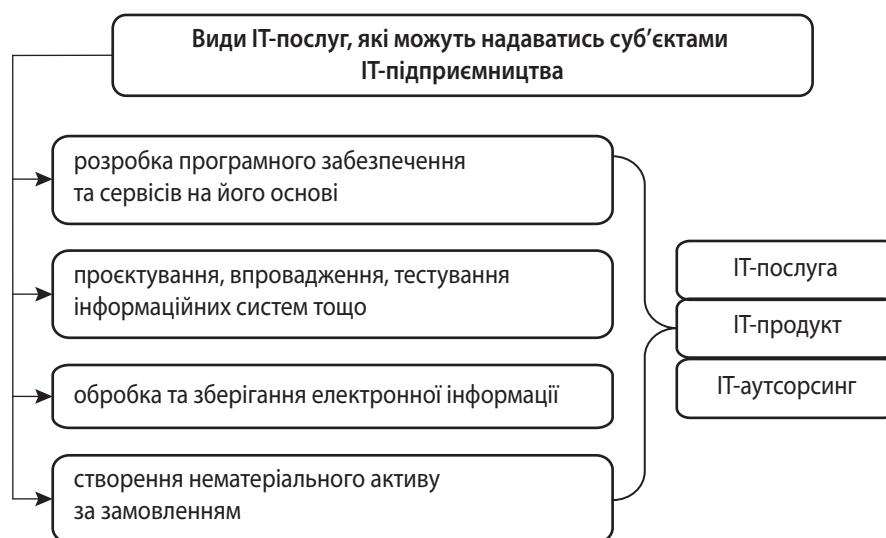 Види ІТ-послуг, які можуть надаватись суб’єктами
ІТ-підприємництва
розробка програмного забезпечення
та сервісів на його основі
проєктування, впровадження, тестування
інформаційних систем тощо
обробка та зберігання електронної інформації
створення нематеріального активу
за замовленням
ІТ-послуга
ІТ-продукт
ІТ-аутсорсинг